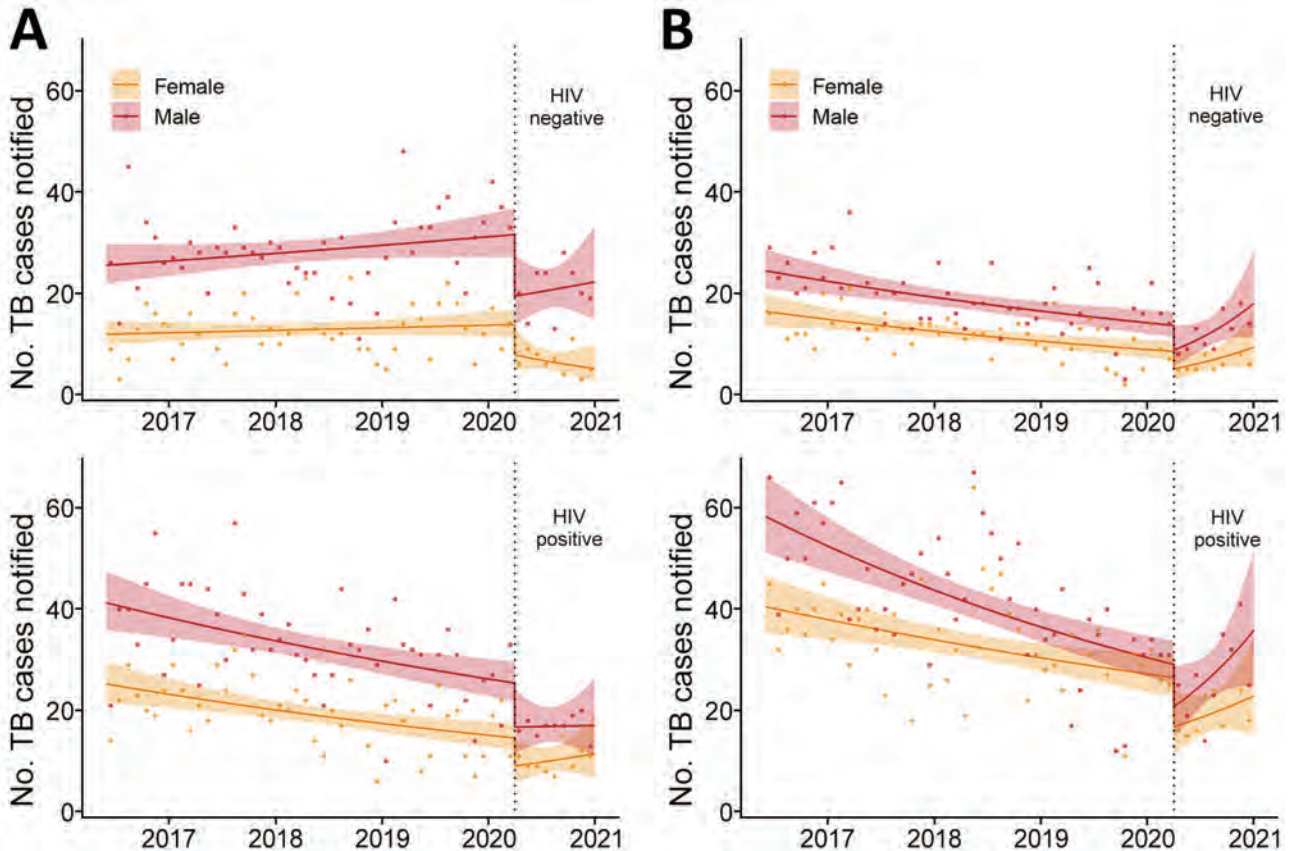 A
No. TB cases notified
60
40
20
0
Female
Male
HIV
negative
2017 2018 2019 2020 2021
B
No. TB cases notified
60
40
20
0
Female
Male
HIV
negative
2017 2018 2019 2020 2021
No. TB cases notified
60
40
20
0
HIV
positive
2017 2018 2019 2020 2021
No. TB cases notified
60
40
20
0
HIV
positive
2017 2018 2019 2020 2021